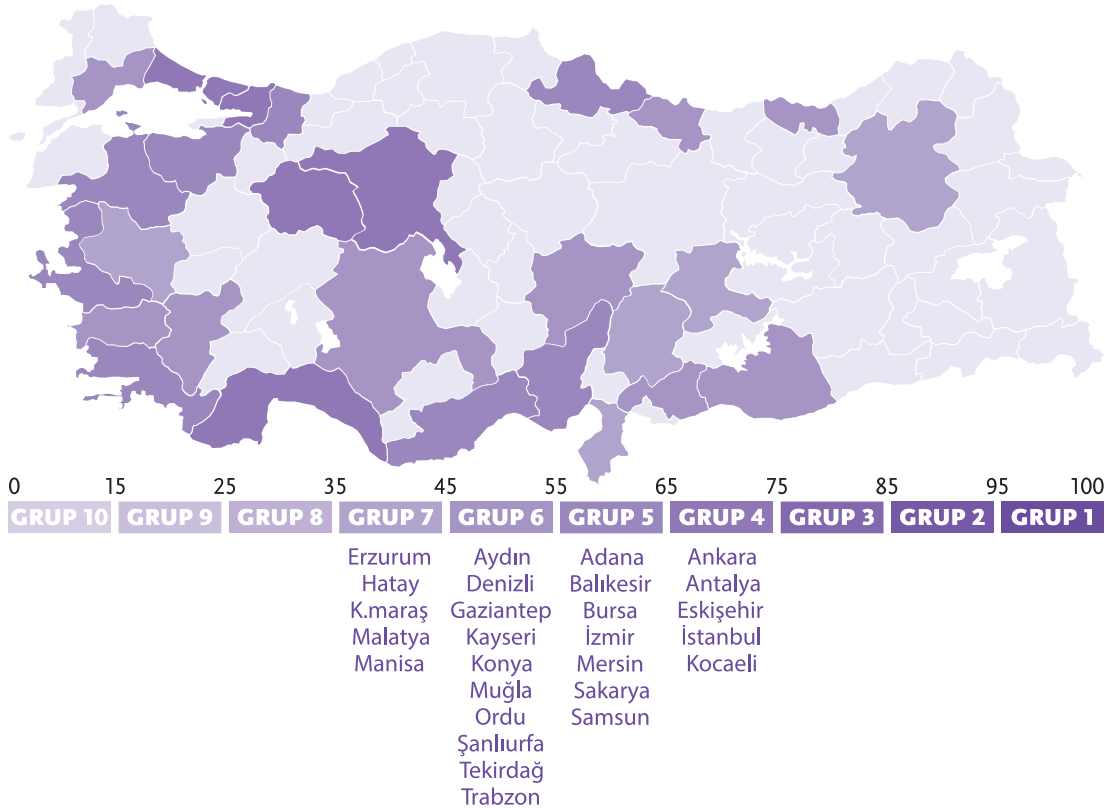 0 15 25 35 45 55 65 75 85 95 100
GRUP 10 GRUP 9 GRUP 8 GRUP 7 GRUP 6 GRUP 5 GRUP 4 GRUP 3 GRUP 2 GRUP 1
Erzurum Aydın Adana Ankara
Hatay Denizli Balıkesir Antalya
K.maraş Gaziantep Bursa Eskişehir
Malatya Kayseri İzmir İstanbul
Manisa Konya Mersin Kocaeli
Muğla Sakarya
Ordu Samsun
Şanlıurfa
Tekirdağ
Trabzon